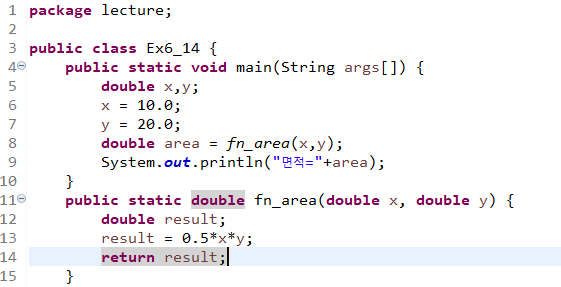 1 package lecture;
2
3 public class Ex6_14 {
4 public static void main(String args[]) {
5 double x,y;
6 x = 10.0;
7 y = 20.0;
8 double area = fn_area(x,y);
9 System.out.println("면적="+area);
10 }
11 public static double fn_area(double x, double y) {
12 double result;
13 result = 0.5*x*y;
14 return result;
15 }